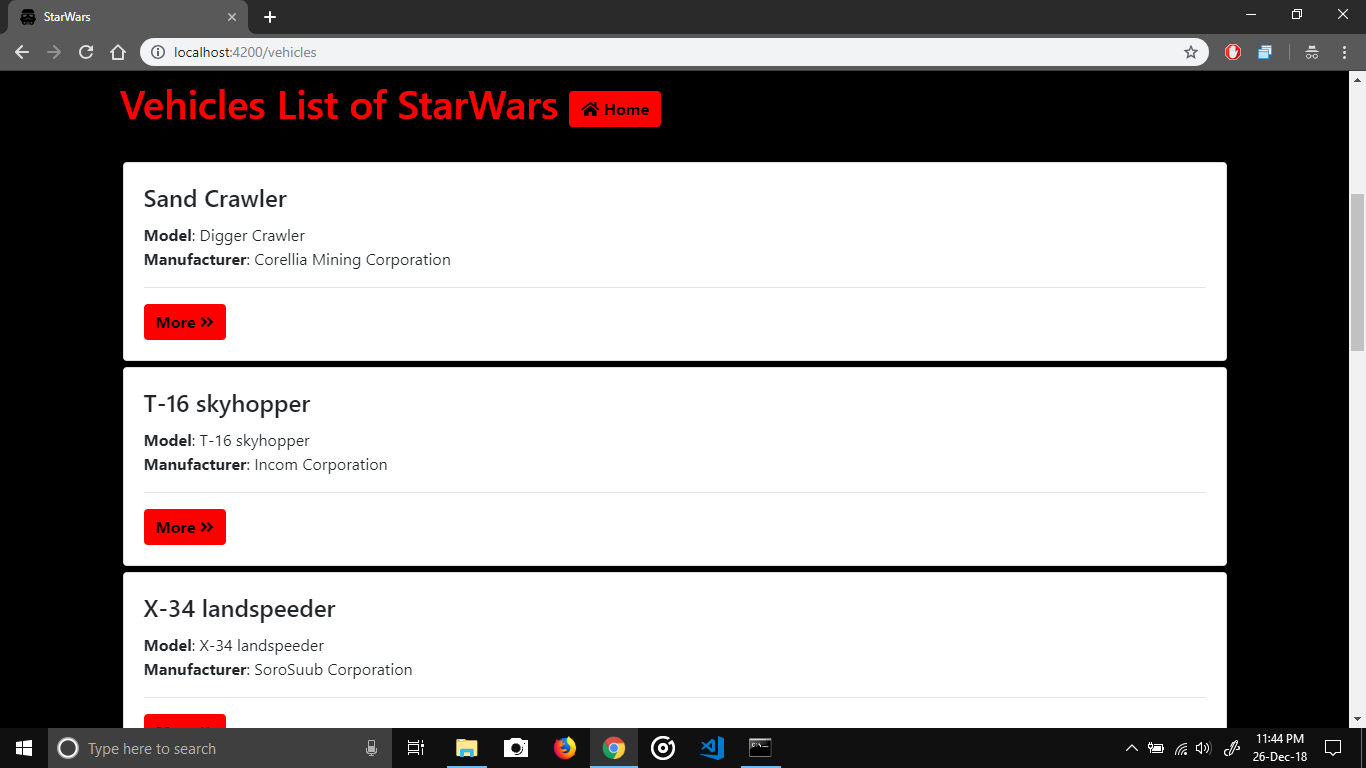 StarWars
localhost:4200/vehicles
Vehicles List of StarWars Home
Sand Crawler
Model: Digger Crawler
Manufacturer: Corellia Mining Corporation
More
T-16 skyhopper
Model: T-16 skyhopper
Manufacturer: Incom Corporation
More
X-34 landspeeder
Model: X-34 landspeeder
Manufacturer: SoroSuub Corporation
Type here to search
11:44 PM
26-Dec-18